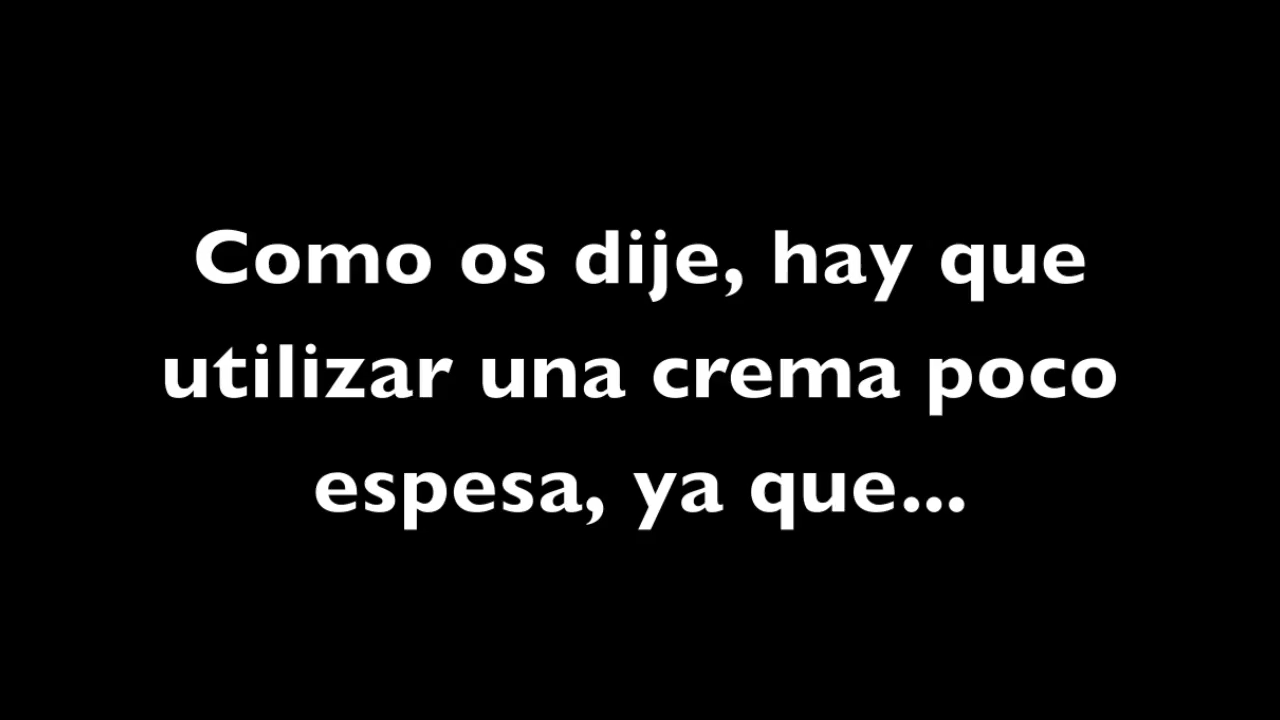 Como os dije, hay que
utilizar una crema poco
espesa, ya que...